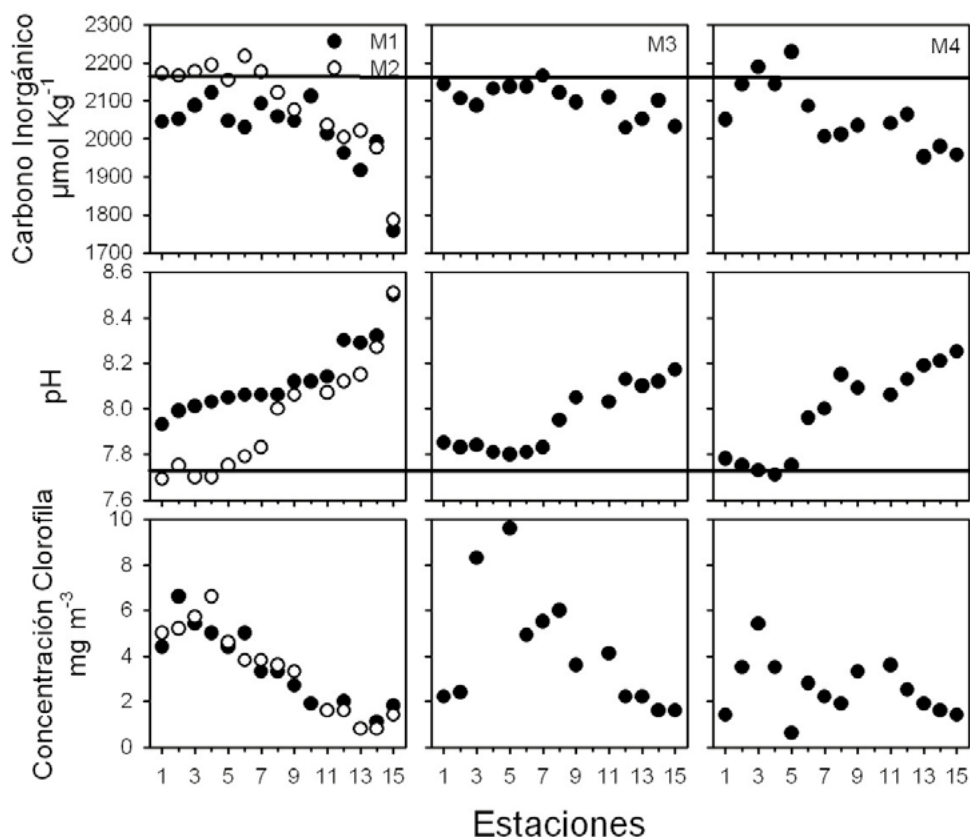 Carbono Inorgánico
µmol Kg-1
2300
2200
2100
2000
1900
1800
1700
M1
M2
M3
M4
pH
8.6
8.4
8.2
8.0
7.8
7.6
Concentración Clorofila
mg m-3
10
8
6
4
2
0
1 3 5 7 9 11 13 15
1 3 5 7 9 11 13 15
1 3 5 7 9 11 13 15
Estaciones